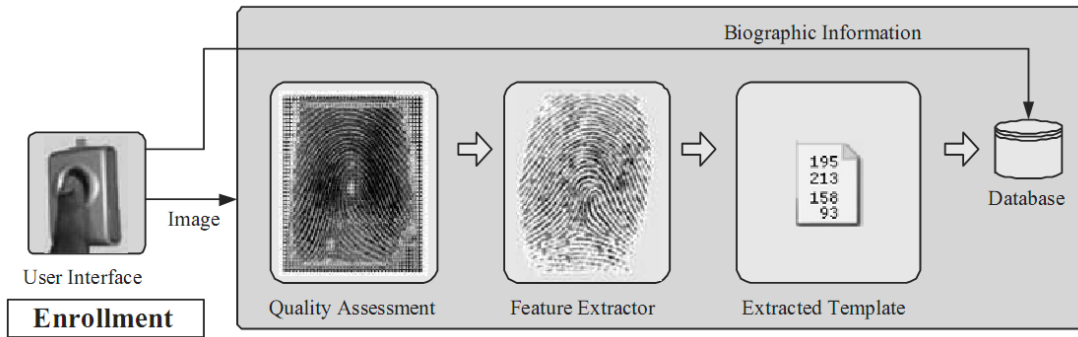 Biographic Information
195
213
158
93
Database
Image
User Interface
Quality Assessment
Feature Extractor
Extracted Template
Enrollment